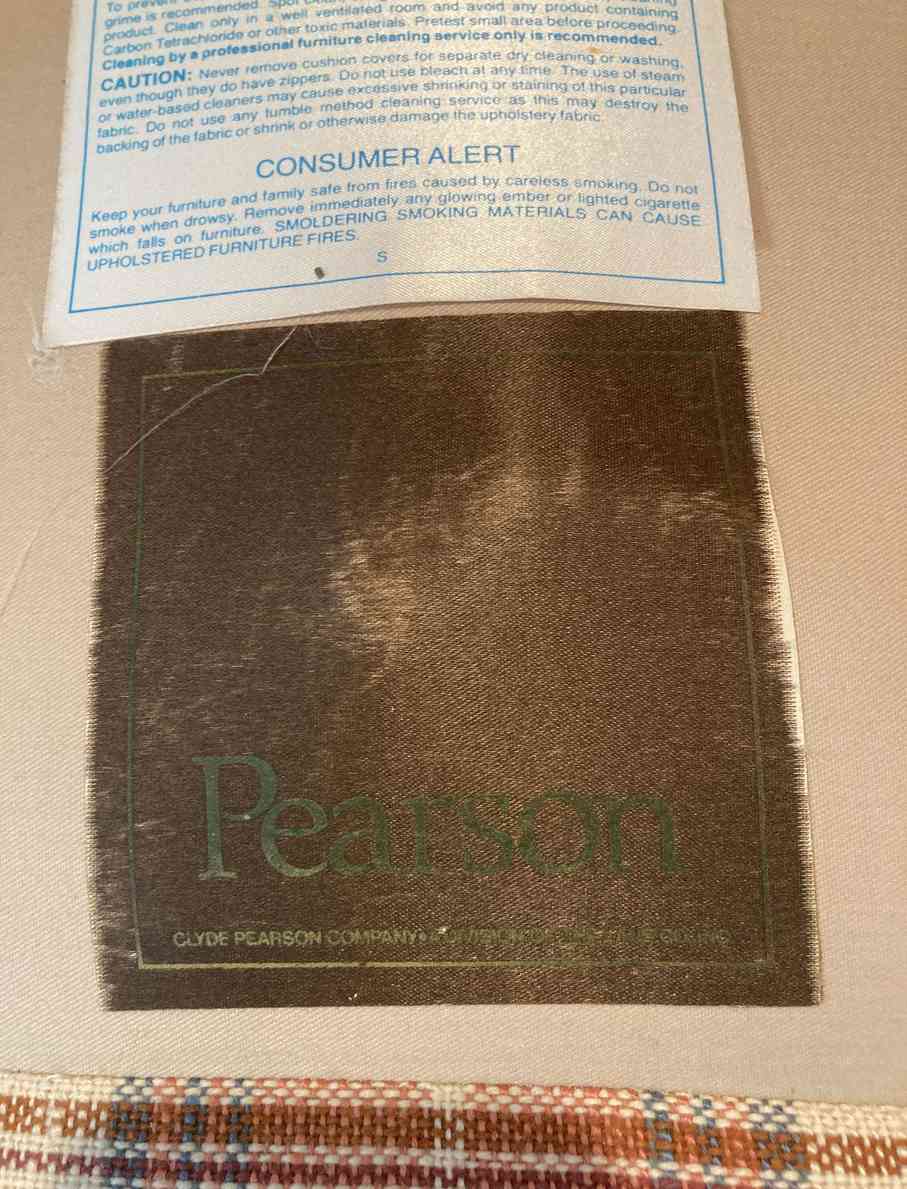 To prevent
grime is recommended. Spot clean,
product. Clean only in a well ventilated room and avoid any product containing
Carbon Tetrachloride or other toxic materials. Pretest small area before proceeding.
Cleaning by a professional furniture cleaning service only is recommended.
CAUTION: Never remove cushion covers for separate dry cleaning or washing,
even though they do have zippers. Do not use bleach at any time. The use of steam
or water-based cleaners may cause excessive shrinking or staining of this particular
fabric. Do not use any tumble method cleaning service as this may destroy the
backing of the fabric or shrink or otherwise damage the upholstery fabric.
CONSUMER ALERT
Keep your furniture and family safe from fires caused by careless smoking. Do not
smoke when drowsy. Remove immediately any glowing ember or lighted cigarette
which falls on furniture. SMOLDERING SMOKING MATERIALS CAN CAUSE
UPHOLSTERED FURNITURE FIRES.
S
Pearson
CLYDE PEARSON COMPANY• A DIVISION OF